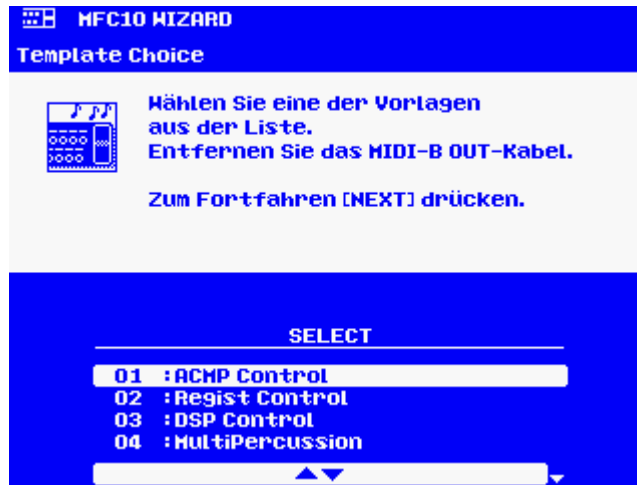 MFC10 WIZARD
Template Choice
Wählen Sie eine der Vorlagen
aus der Liste.
Entfernen Sie das MIDI-B OUT-Kabel.
Zum Fortfahren [NEXT] drücken.
SELECT
01 :ACMP Control
02 :Regist Control
03 :DSP Control
04 :MultiPercussion